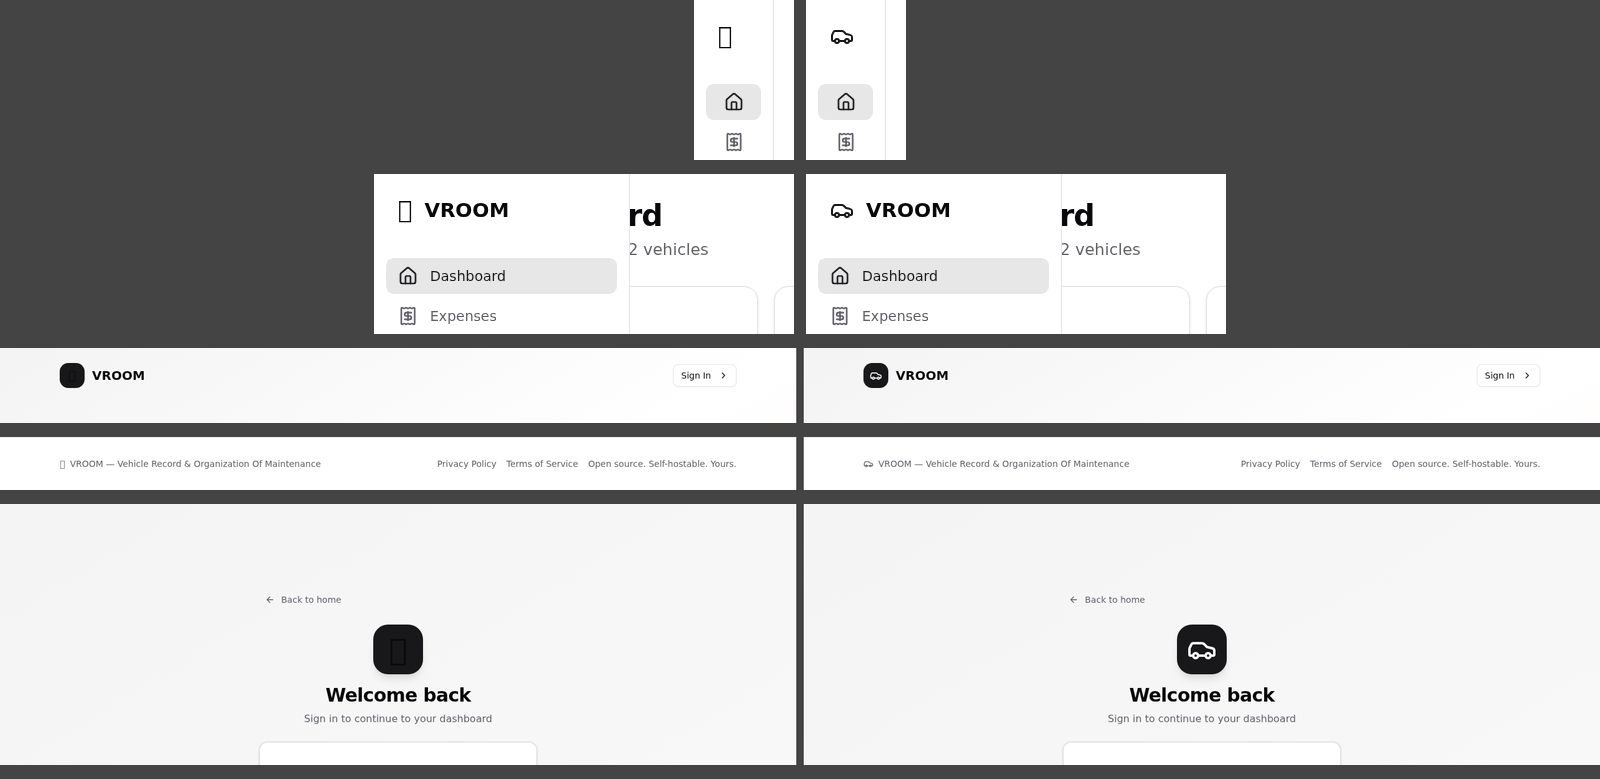 VROOM
rd
2 vehicles
Dashboard
Expenses
VROOM
rd
2 vehicles
Dashboard
Expenses
VROOM
Sign In
VROOM
Sign In
VROOM — Vehicle Record & Organization Of Maintenance
Privacy Policy Terms of Service Open source. Self-hostable. Yours.
VROOM — Vehicle Record & Organization Of Maintenance
Privacy Policy Terms of Service Open source. Self-hostable. Yours.
Back to home
Welcome back
Sign in to continue to your dashboard
Back to home
Welcome back
Sign in to continue to your dashboard